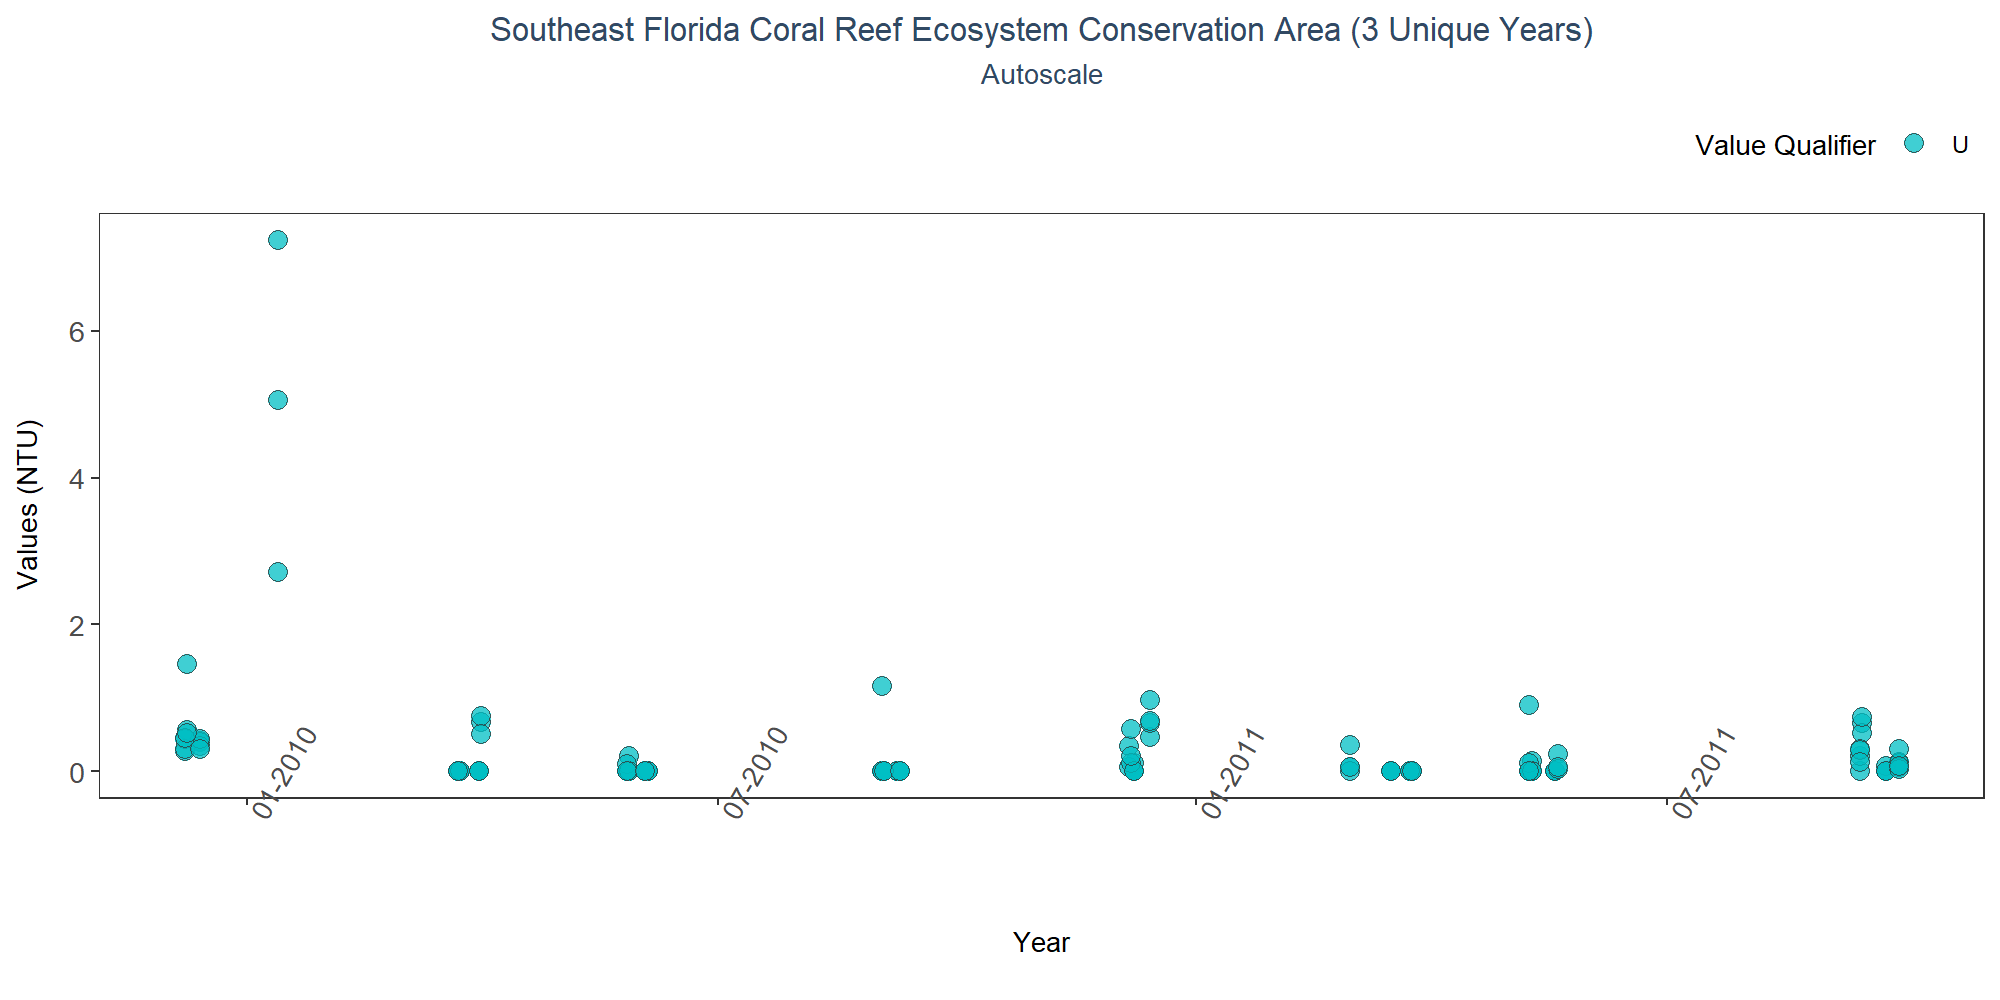 Southeast Florida Coral Reef Ecosystem Conservation Area (3 Unique Years)
Autoscale
Value Qualifier U
Values (NTU)
6
4
2
0
01-2010 07-2010 01-2011 07-2011
Year